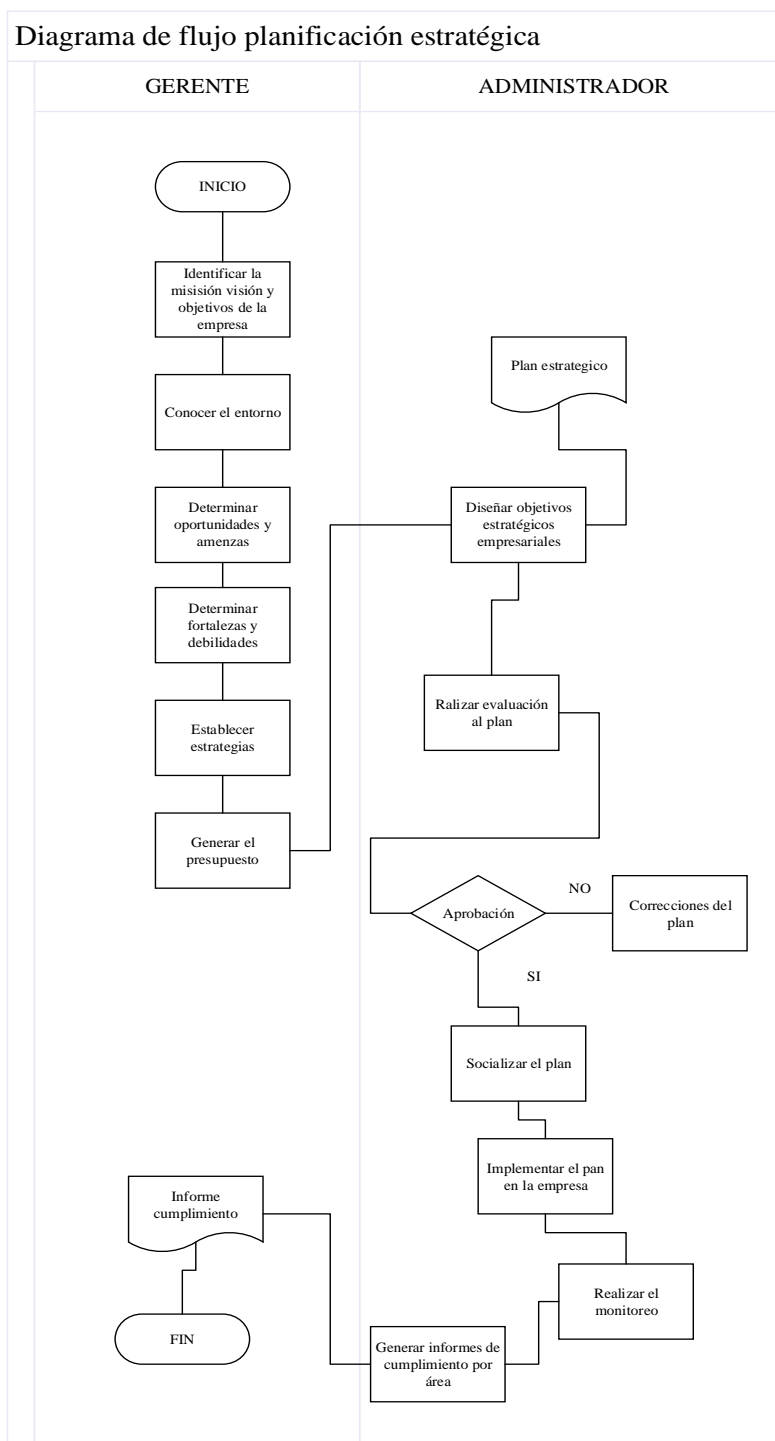 Diagrama de flujo planificación estratégica
GERENTE
ADMINISTRADOR
INICIO
Identificar la
misisión visión y
objetivos de la
empresa
Conocer el entorno
Determinar
oportunidades y
amenzas
Determinar
fortalezas y
debilidades
Establecer
estrategias
Generar el
presupuesto
Plan estrategico
Diseñar objetivos
estratégicos
empresariales
Ralizar evaluación
al plan
Aprobación
NO
Correcciones del
plan
SI
Socializar el plan
Implementar el pan
en la empresa
Realizar el
monitoreo
Generar informes de
cumplimiento por
área
Informe
cumplimiento
FIN